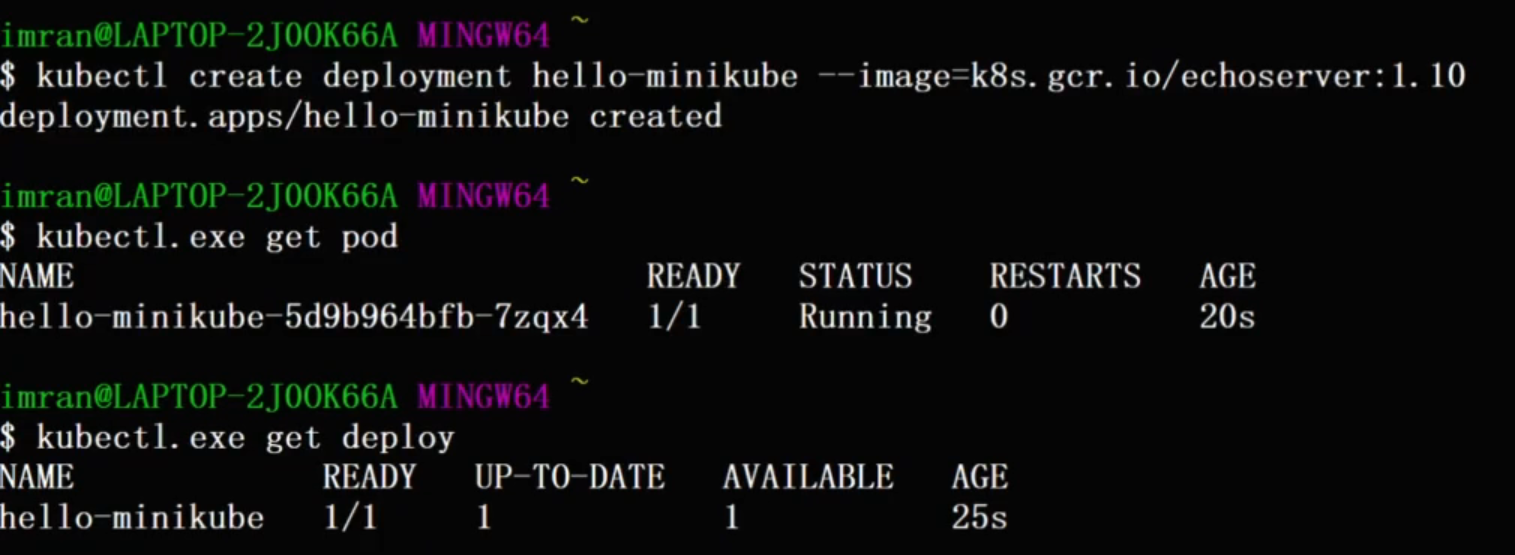 imran@LAPTOP-2J0OK66A MINGW64 ~
$ kubectl create deployment hello-minikube --image=k8s.gcr.io/echoserver:1.10
deployment.apps/hello-minikube created
imran@LAPTOP-2J0OK66A MINGW64 ~
$ kubectl.exe get pod
NAME READY STATUS RESTARTS AGE
hello-minikube-5d9b964bfb-7zqx4 1/1 Running 0 20s
imran@LAPTOP-2J0OK66A MINGW64 ~
$ kubectl.exe get deploy
NAME READY UP-TO-DATE AVAILABLE AGE
hello-minikube 1/1 1 1 25s